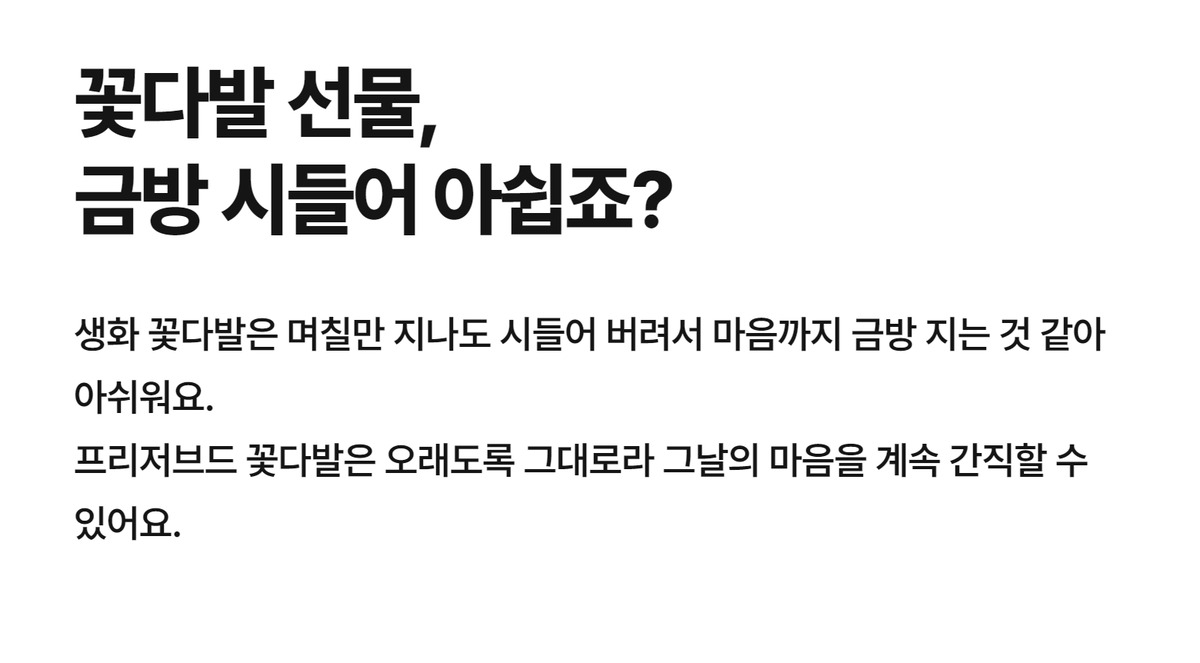 꽃다발 선물,
금방 시들어 아쉽죠?
생화 꽃다발은 며칠만 지나도 시들어 버려서 마음까지 금방 지는 것 같아
아쉬워요.
프리저브드 꽃다발은 오래도록 그대로라 그날의 마음을 계속 간직할 수
있어요.